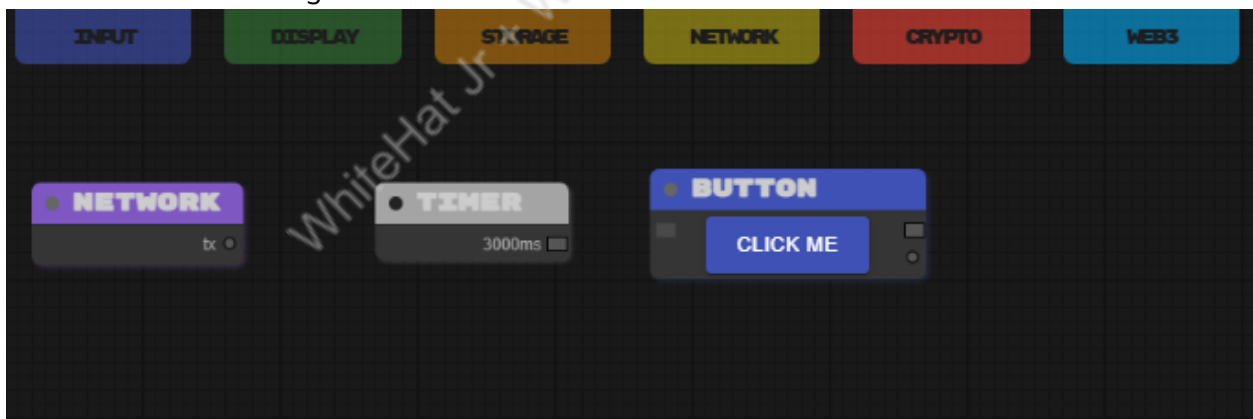 INPUT DISPLAY STORAGE NETWORK CRYPTO WEB3
WhiteHat Jr
NETWORK TIMER BUTTON
tx 3000ms CLICK ME